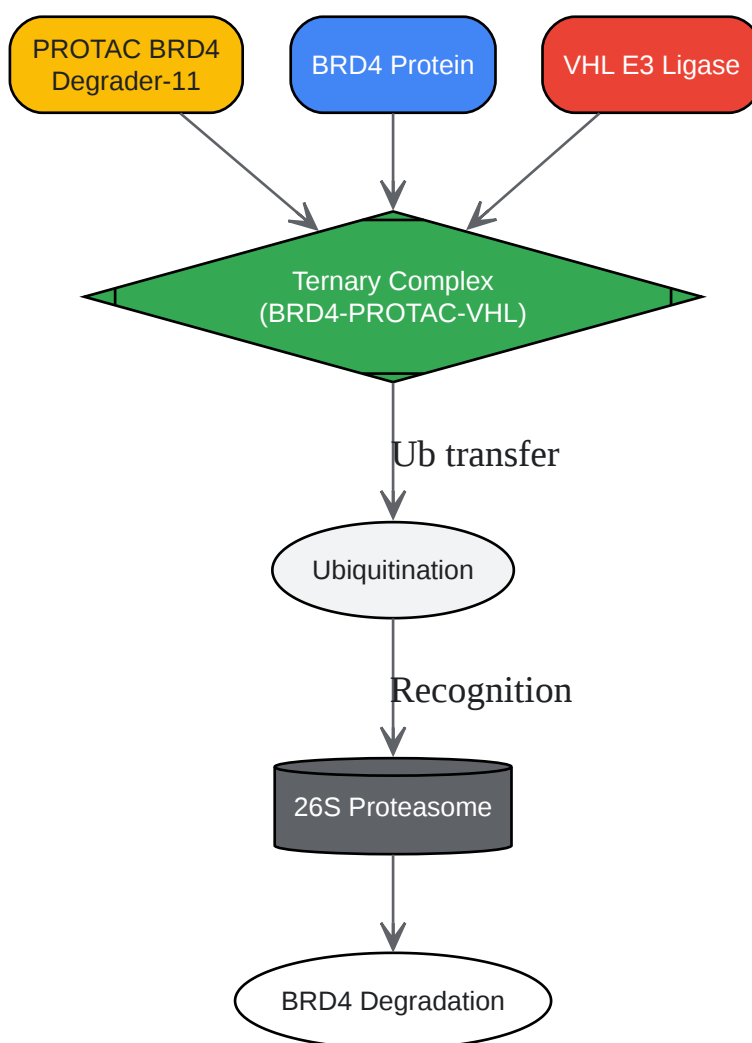 PROTAC BRD4
Degrader-11
BRD4 Protein
VHL E3 Ligase
Ternary Complex
(BRD4-PROTAC-VHL)
Ub transfer
Ubiquitination
Recognition
26S Proteasome
BRD4 Degradation